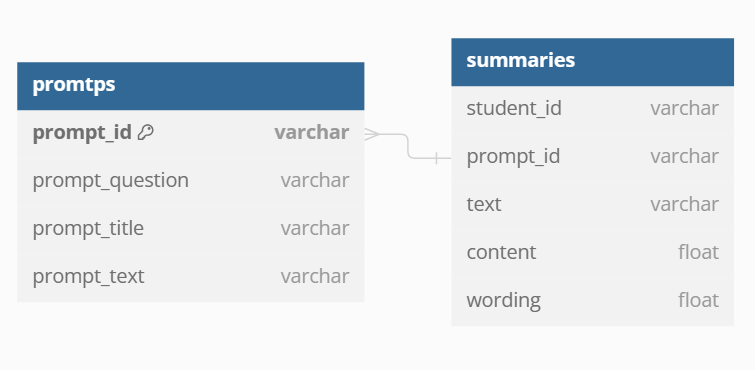 promtps
prompt_id varchar
prompt_question varchar
prompt_title varchar
prompt_text varchar
summaries
student_id varchar
prompt_id varchar
text varchar
content float
wording float